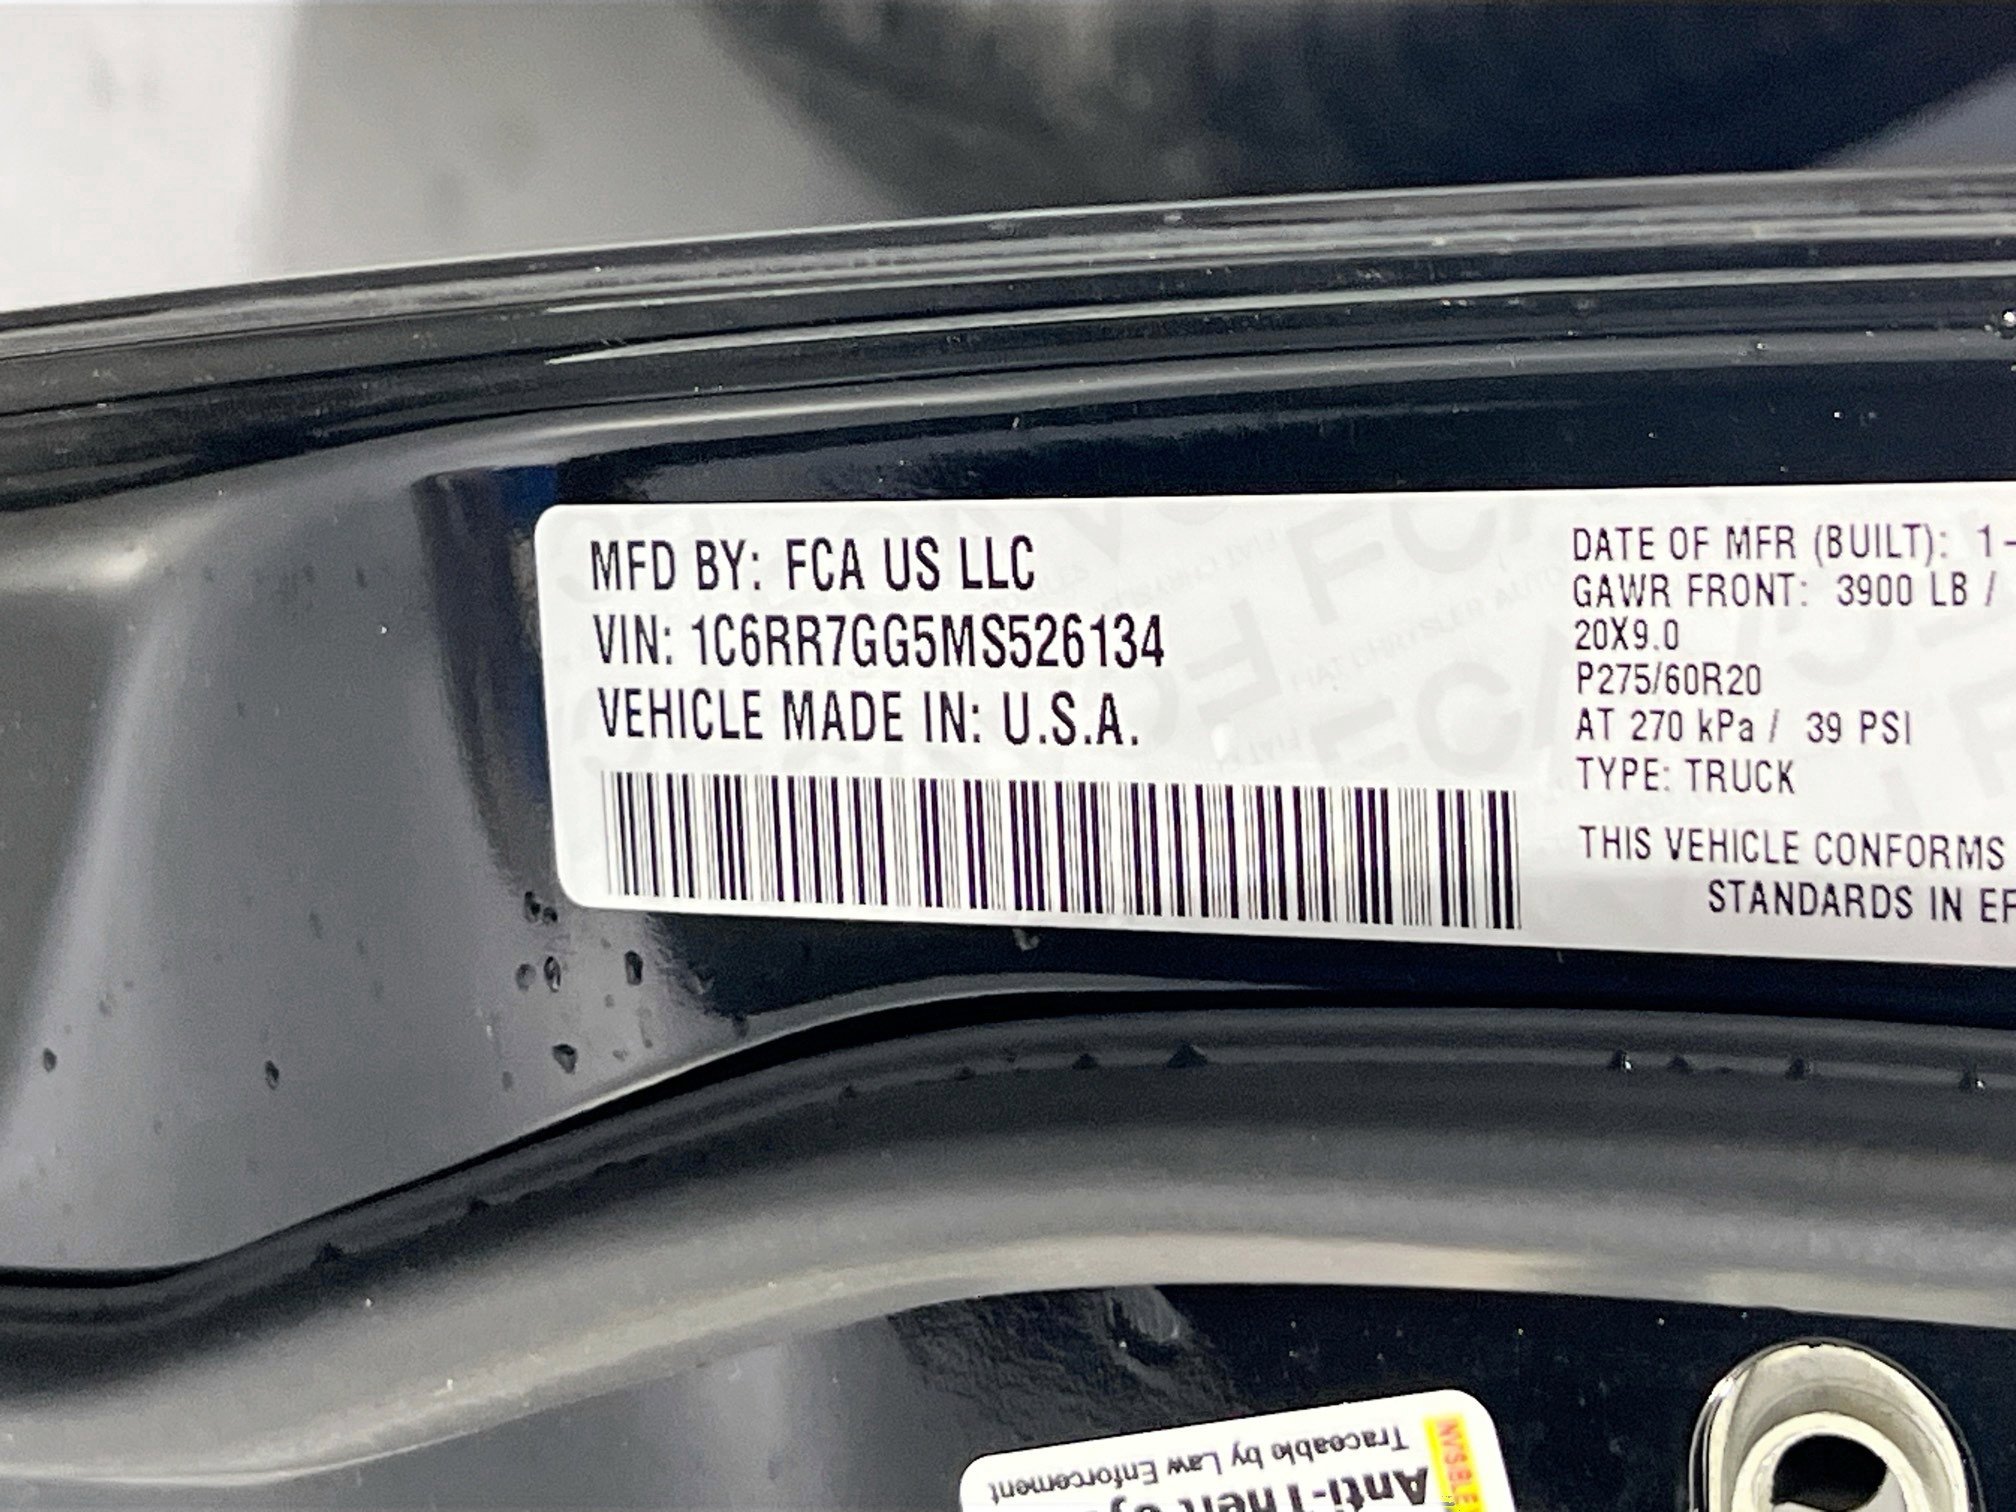 MFD BY: FCA US LLC
VIN: 1C6RR7GG5MS526134
VEHICLE MADE IN: U.S.A.
DATE OF MFR (BUILT): 1-
GAWR FRONT: 3900 LB /
20X9.0
P275/60R20
AT 270 kPa / 39 PSI
TYPE: TRUCK
THIS VEHICLE CONFORMS
STANDARDS IN EF
Anti-Theft
Traceable by Law Enforcement